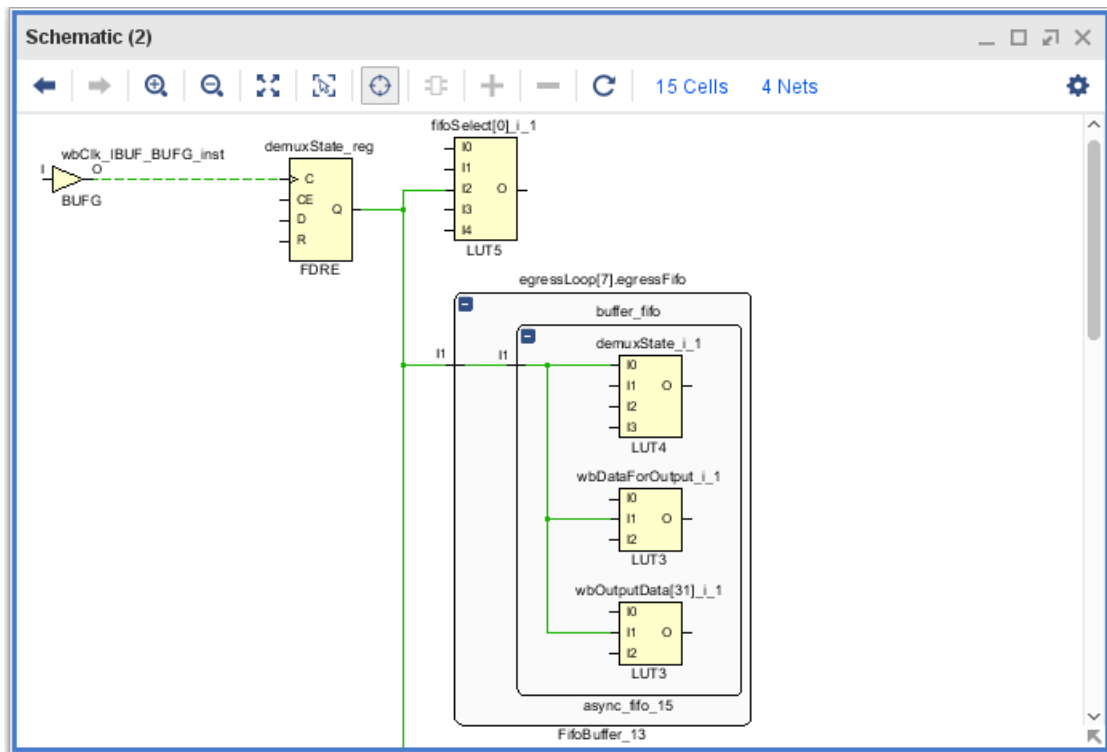 Schematic (2)
15 Cells 4 Nets
fifoSelect[0]_i_1
wbClk_IBUF_BUFG_inst
demuxState_reg
I O
BUFG
C
CE
D
R
Q
FDRE
I0
I1
I2
I3
I4
O
LUT5
egressLoop[7].egressFifo
buffer_fifo
I1
I1
demuxState_i_1
I0
I1
I2
I3
O
LUT4
wbDataForOutput_i_1
I0
I1
I2
O
LUT3
wbOutputData[31]_i_1
I0
I1
I2
O
LUT3
async_fifo_15
FifoBuffer_13